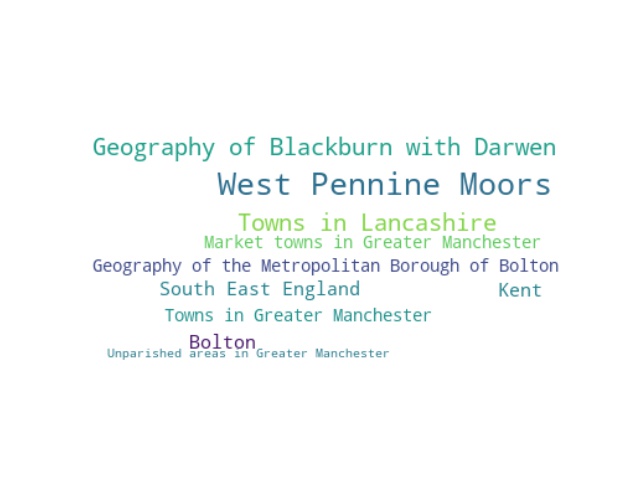 Geography of Blackburn with Darwen
West Pennine Moors
Towns in Lancashire
Market towns in Greater Manchester
Geography of the Metropolitan Borough of Bolton
South East England Kent
Towns in Greater Manchester
Bolton
Unparished areas in Greater Manchester